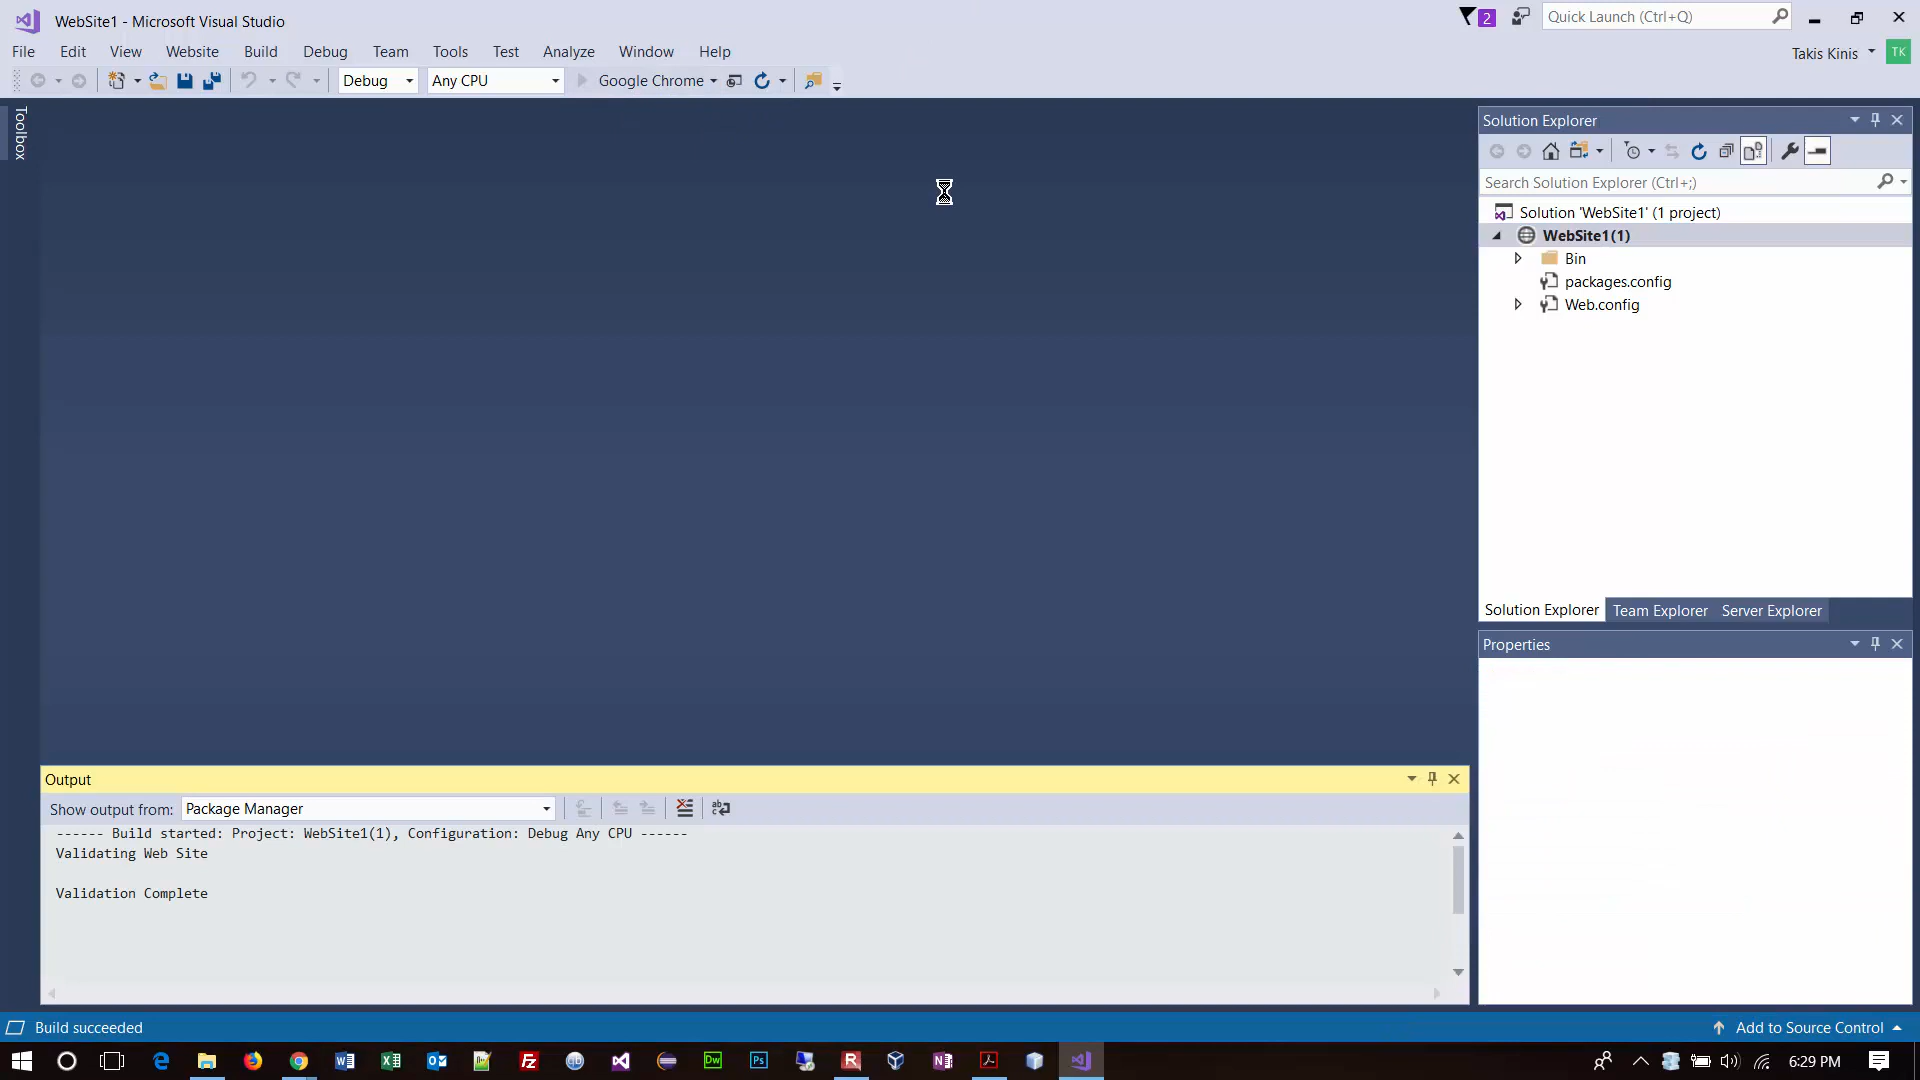 WebSite1 - Microsoft Visual Studio
2
Quick Launch (Ctrl+Q)
File Edit View Website Build Debug Team Tools Test Analyze Window Help
Takis Kinis TK
Debug Any CPU Google Chrome
Toolbox
Solution Explorer
Search Solution Explorer (Ctrl+;)
Solution 'WebSite1' (1 project)
WebSite1(1)
Bin
packages.config
Web.config
Solution Explorer Team Explorer Server Explorer
Properties
Output
Show output from: Package Manager
------ Build started: Project: WebSite1(1), Configuration: Debug Any CPU ------
Validating Web Site
Validation Complete
Build succeeded
Add to Source Control
6:29 PM